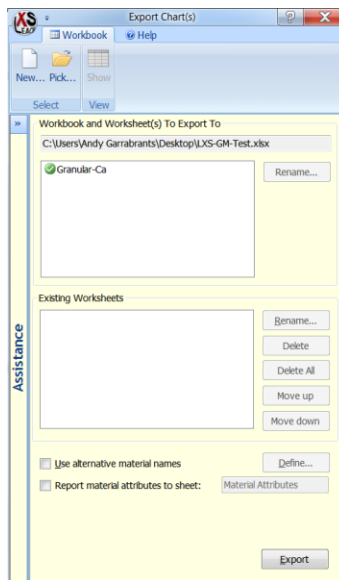 LXS
LEAF
Export Chart(s)
Workbook
Help
New... Pick... Show
Select View
»
Workbook and Worksheet(s) To Export To
C:\Users\Andy Garrabrants\Desktop\LXS-GM-Test.xlsx
Granular-Ca
Rename...
Existing Worksheets
Rename...
Delete
Delete All
Move up
Move down
Assistance
Use alternative material names
Define...
Report material attributes to sheet:
Material Attributes
Export